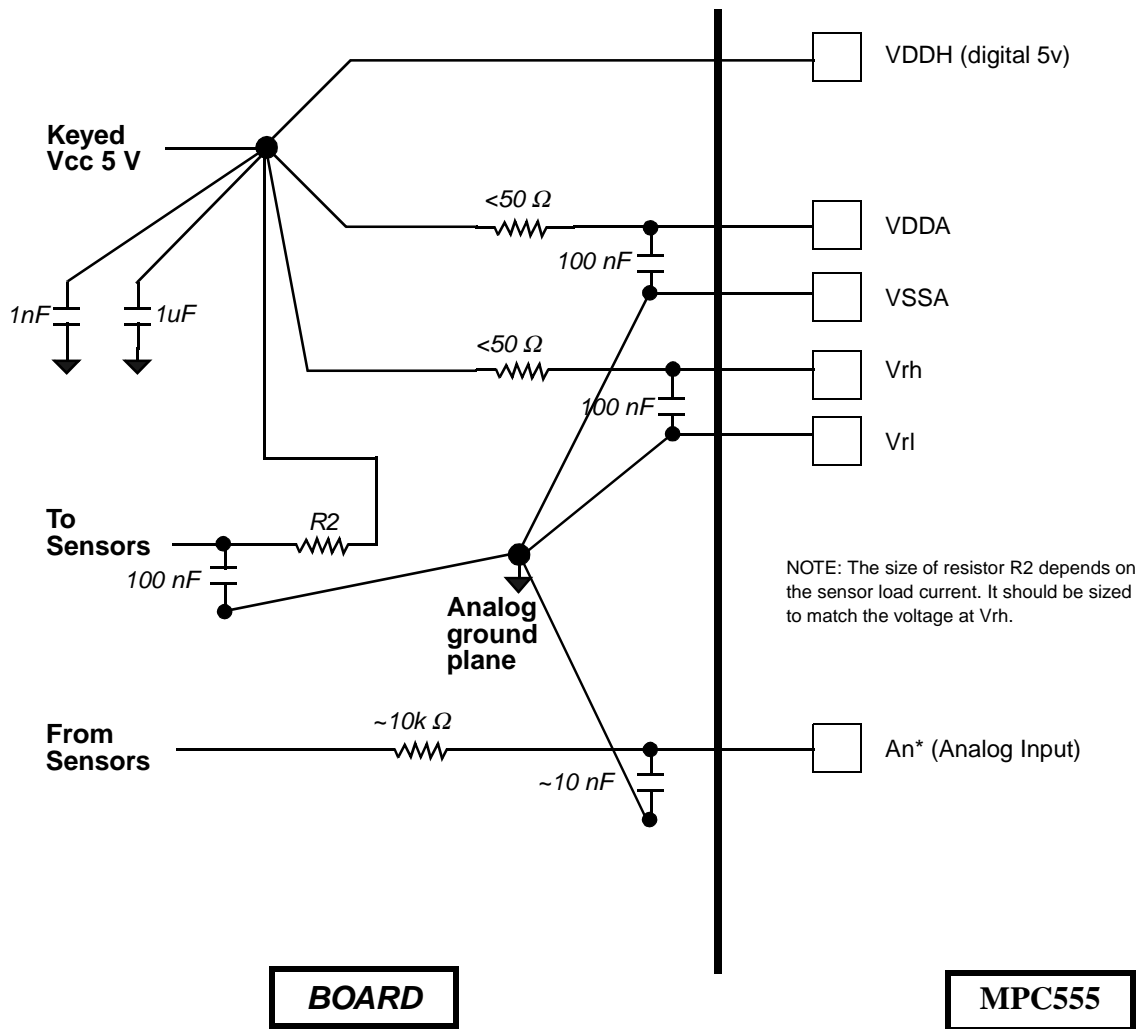 VDDH (digital 5v)
Keyed
Vcc 5 V
<50 Ω
VDDA
100 nF
VSSA
1nF
1uF
<50 Ω
Vrh
100 nF
Vrl
To
Sensors
R2
100 nF
Analog
ground
plane
NOTE: The size of resistor R2 depends on
the sensor load current. It should be sized
to match the voltage at Vrh.
From
Sensors
~10k Ω
An* (Analog Input)
~10 nF
BOARD
MPC555